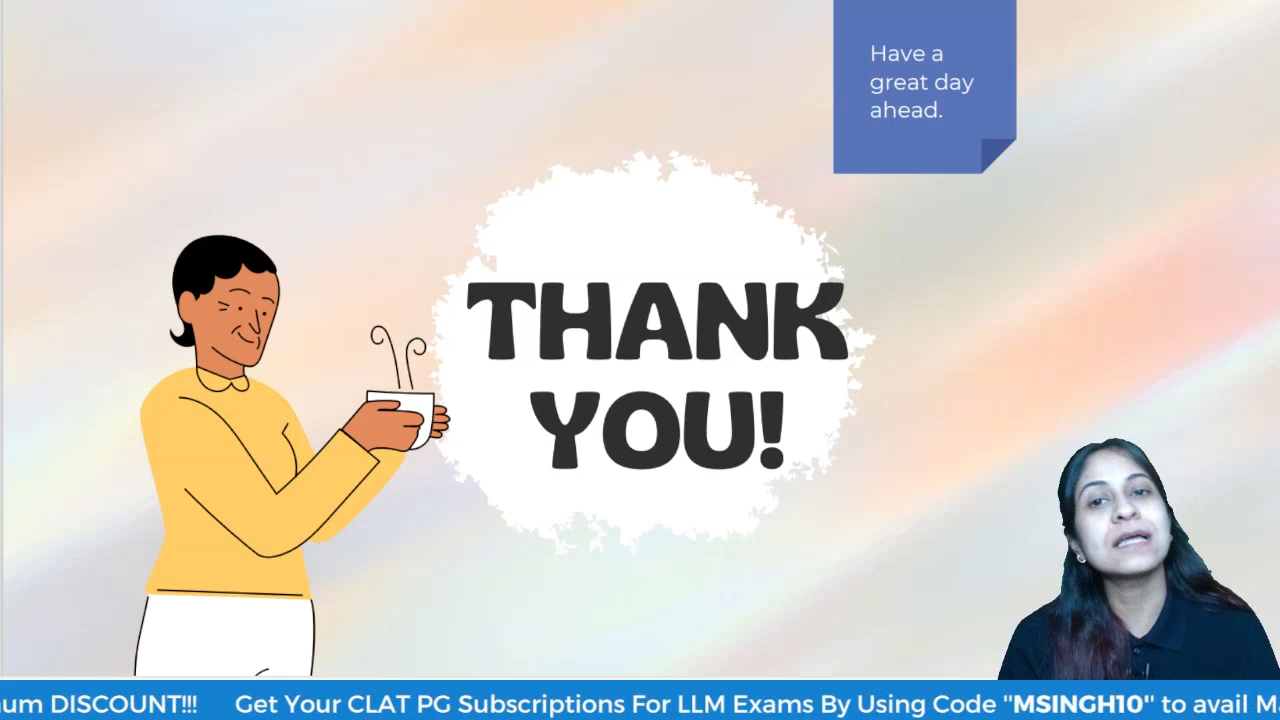 Have a
great day
ahead.
THANK
YOU!
DISCOUNT!!! Get Your CLAT PG Subscriptions For LLM Exams By Using Code "MSINGH10" to avail